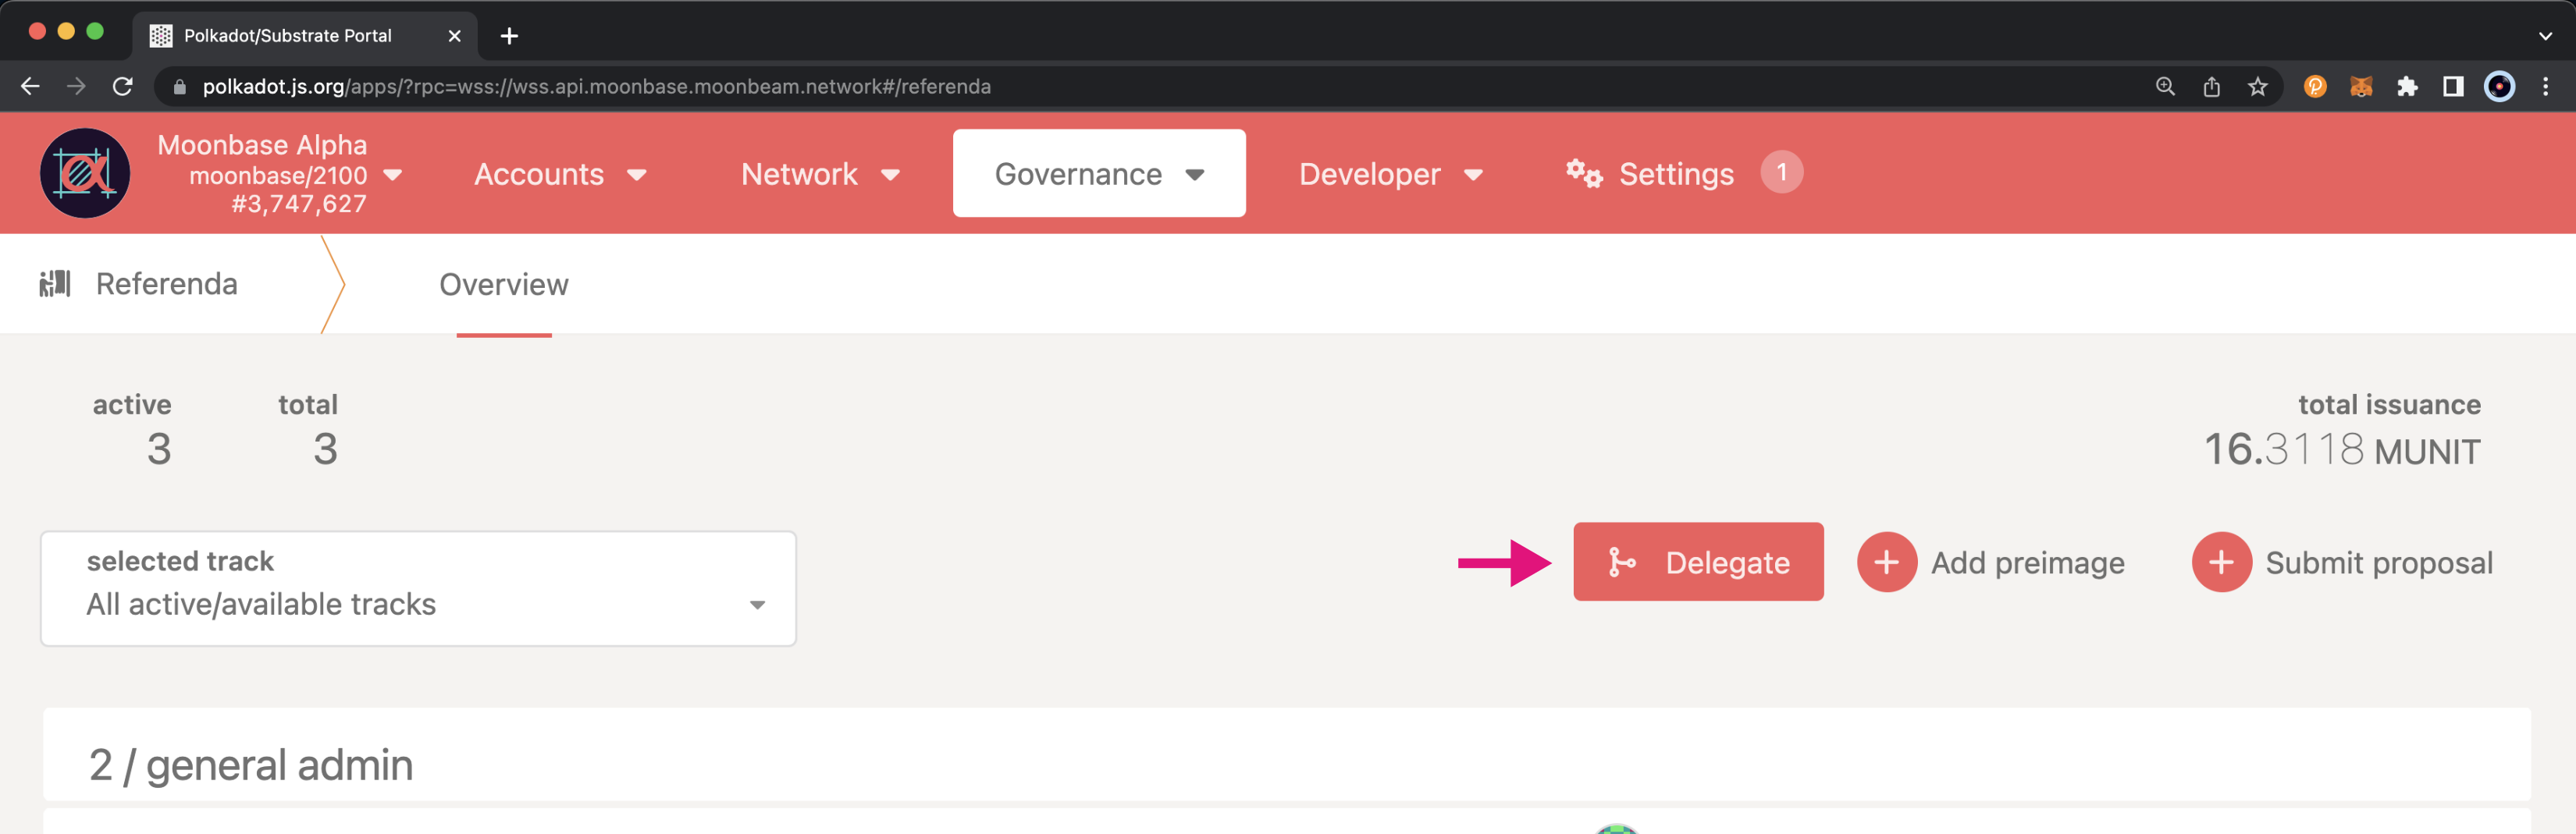 Polkadot/Substrate Portal
polkadot.js.org/apps/?rpc=wss://wss.api.moonbase.moonbeam.network#/referenda
Moonbase Alpha
moonbase/2100
#3,747,627
Accounts
Network
Governance
Developer
Settings
1
Referenda
Overview
active
3
total
3
total issuance
16.3118 MUNIT
selected track
All active/available tracks
Delegate
Add preimage
Submit proposal
2 / general admin